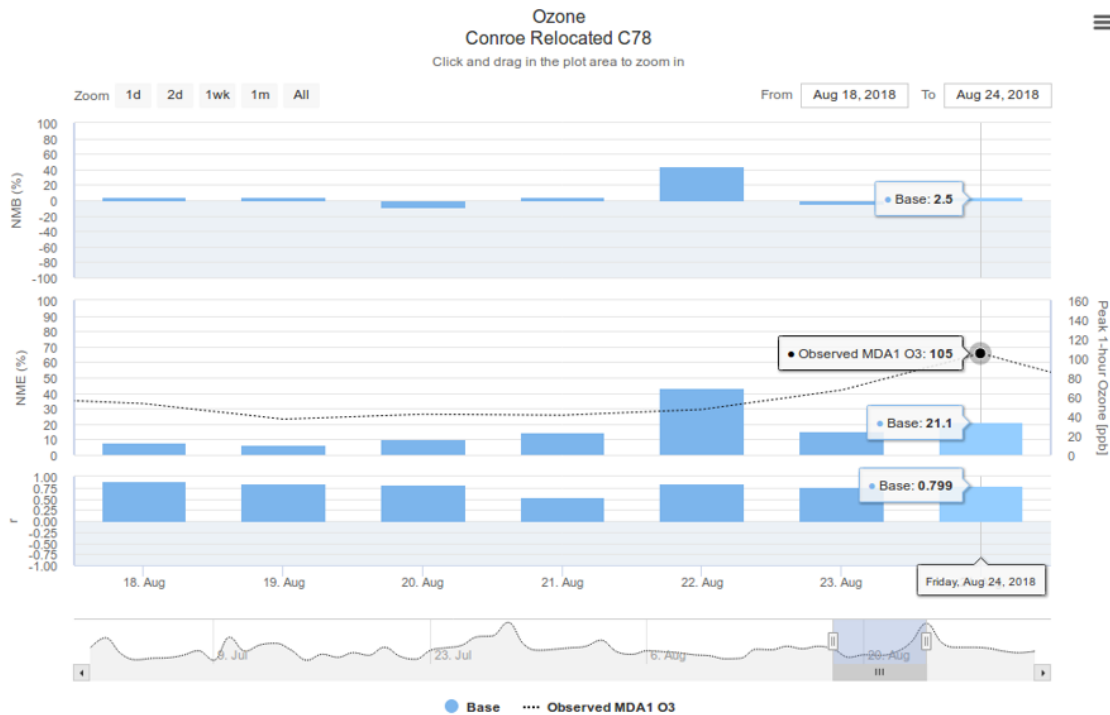 Ozone
Conroe Relocated C78
Click and drag in the plot area to zoom in
Zoom 1d 2d 1wk 1m All From Aug 18, 2018 To Aug 24, 2018
NMB (%)
100
80
60
40
20
0
-20
-40
-60
-80
-100
Base: 2.5
NME (%)
100
90
80
70
60
50
40
30
20
10
0
Observed MDA1 O3: 105
Base: 21.1
160
140
120
100
80
60
40
20
0
Peak 1-hour Ozone [ppb]
r
1.00
0.75
0.50
0.25
0.00
-0.25
-0.50
-0.75
-1.00
Base: 0.799
18. Aug 19. Aug 20. Aug 21. Aug 22. Aug 23. Aug Friday, Aug 24, 2018
9. Jul 23. Jul 6. Aug 20. Aug
Base Observed MDA1 O3